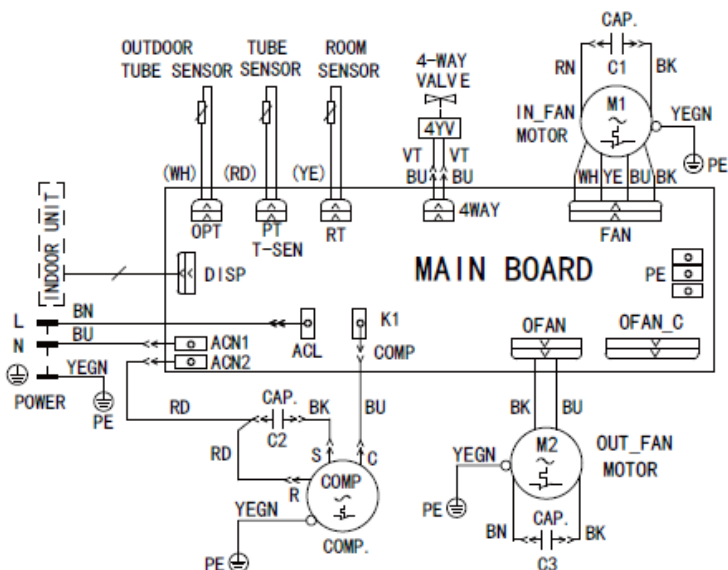 OUTDOOR
TUBE SENSOR
TUBE
SENSOR
ROOM
SENSOR
4-WAY
VALVE
4YV
CAP.
C1
RN
BK
M1
IN_FAN
MOTOR
YEGN
PE
(WH)
(RD)
(YE)
VT
VT
BU
BU
WH
YE
BU
BK
OPT
PT
T-SEN
RT
4WAY
FAN
INDOOR UNIT
DISP
MAIN BOARD
PE
L
BN
N
BU
ACL
K1
COMP
OFAN
OFAN_C
ACN1
ACN2
YEGN
POWER
PE
RD
CAP.
C2
BK
BU
RD
S
C
R
COMP
COMP.
YEGN
PE
BK
BU
YEGN
M2
OUT_FAN
MOTOR
PE
BN
CAP.
BK
C3